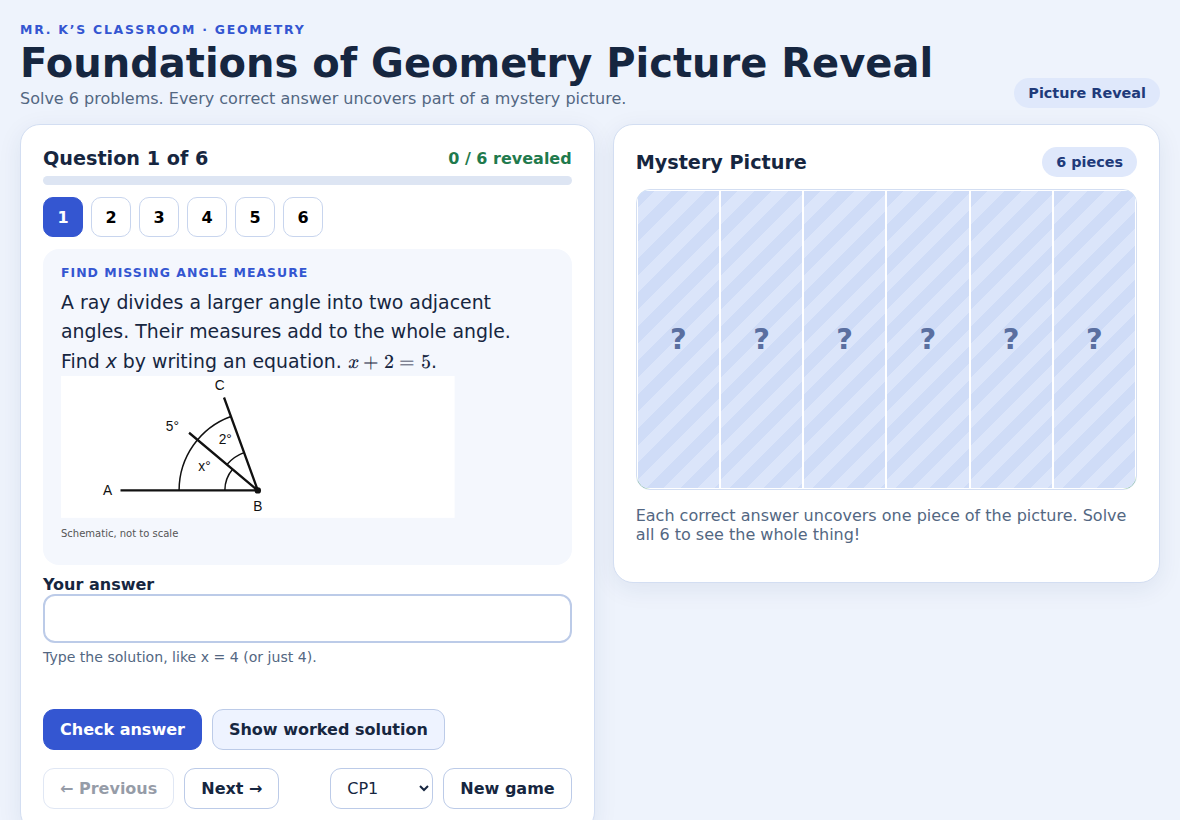 MR. K’S CLASSROOM · GEOMETRY
Foundations of Geometry Picture Reveal
Solve 6 problems. Every correct answer uncovers part of a mystery picture.
Picture Reveal
Question 1 of 6
0 / 6 revealed
1 2 3 4 5 6
FIND MISSING ANGLE MEASURE
A ray divides a larger angle into two adjacent
angles. Their measures add to the whole angle.
Find x by writing an equation. x + 2 = 5.
C
5°
2°
x°
A
B
Schematic, not to scale
Your answer
Type the solution, like x = 4 (or just 4).
Check answer
Show worked solution
← Previous
Next →
CP1
New game
Mystery Picture
6 pieces
? ? ? ? ? ?
Each correct answer uncovers one piece of the picture. Solve
all 6 to see the whole thing!